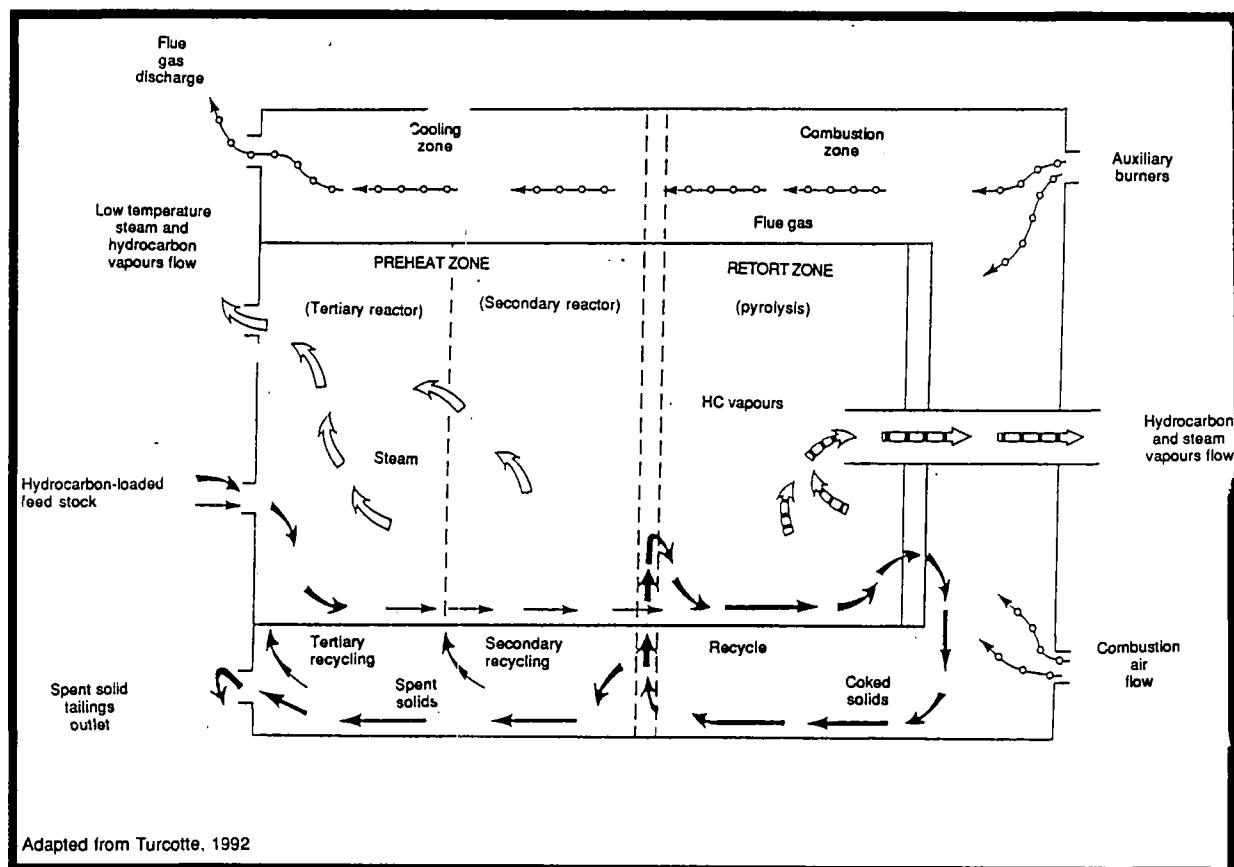 Flue
gas
discharge
Cooling
zone
Combustion
zone
Auxiliary
burners
Low temperature
steam and
hydrocarbon
vapours flow
Flue gas
PREHEAT ZONE
RETORT ZONE
(Tertiary reactor)
(Secondary reactor)
(pyrolysis)
HC vapours
Hydrocarbon
and steam
vapours flow
Steam
Hydrocarbon-loaded
feed stock
Tertiary
recycling
Secondary
recycling
Recycle
Combustion
air
flow
Spent solid
tailings
outlet
Spent
solids
Coked
solids
Adapted from Turcotte, 1992